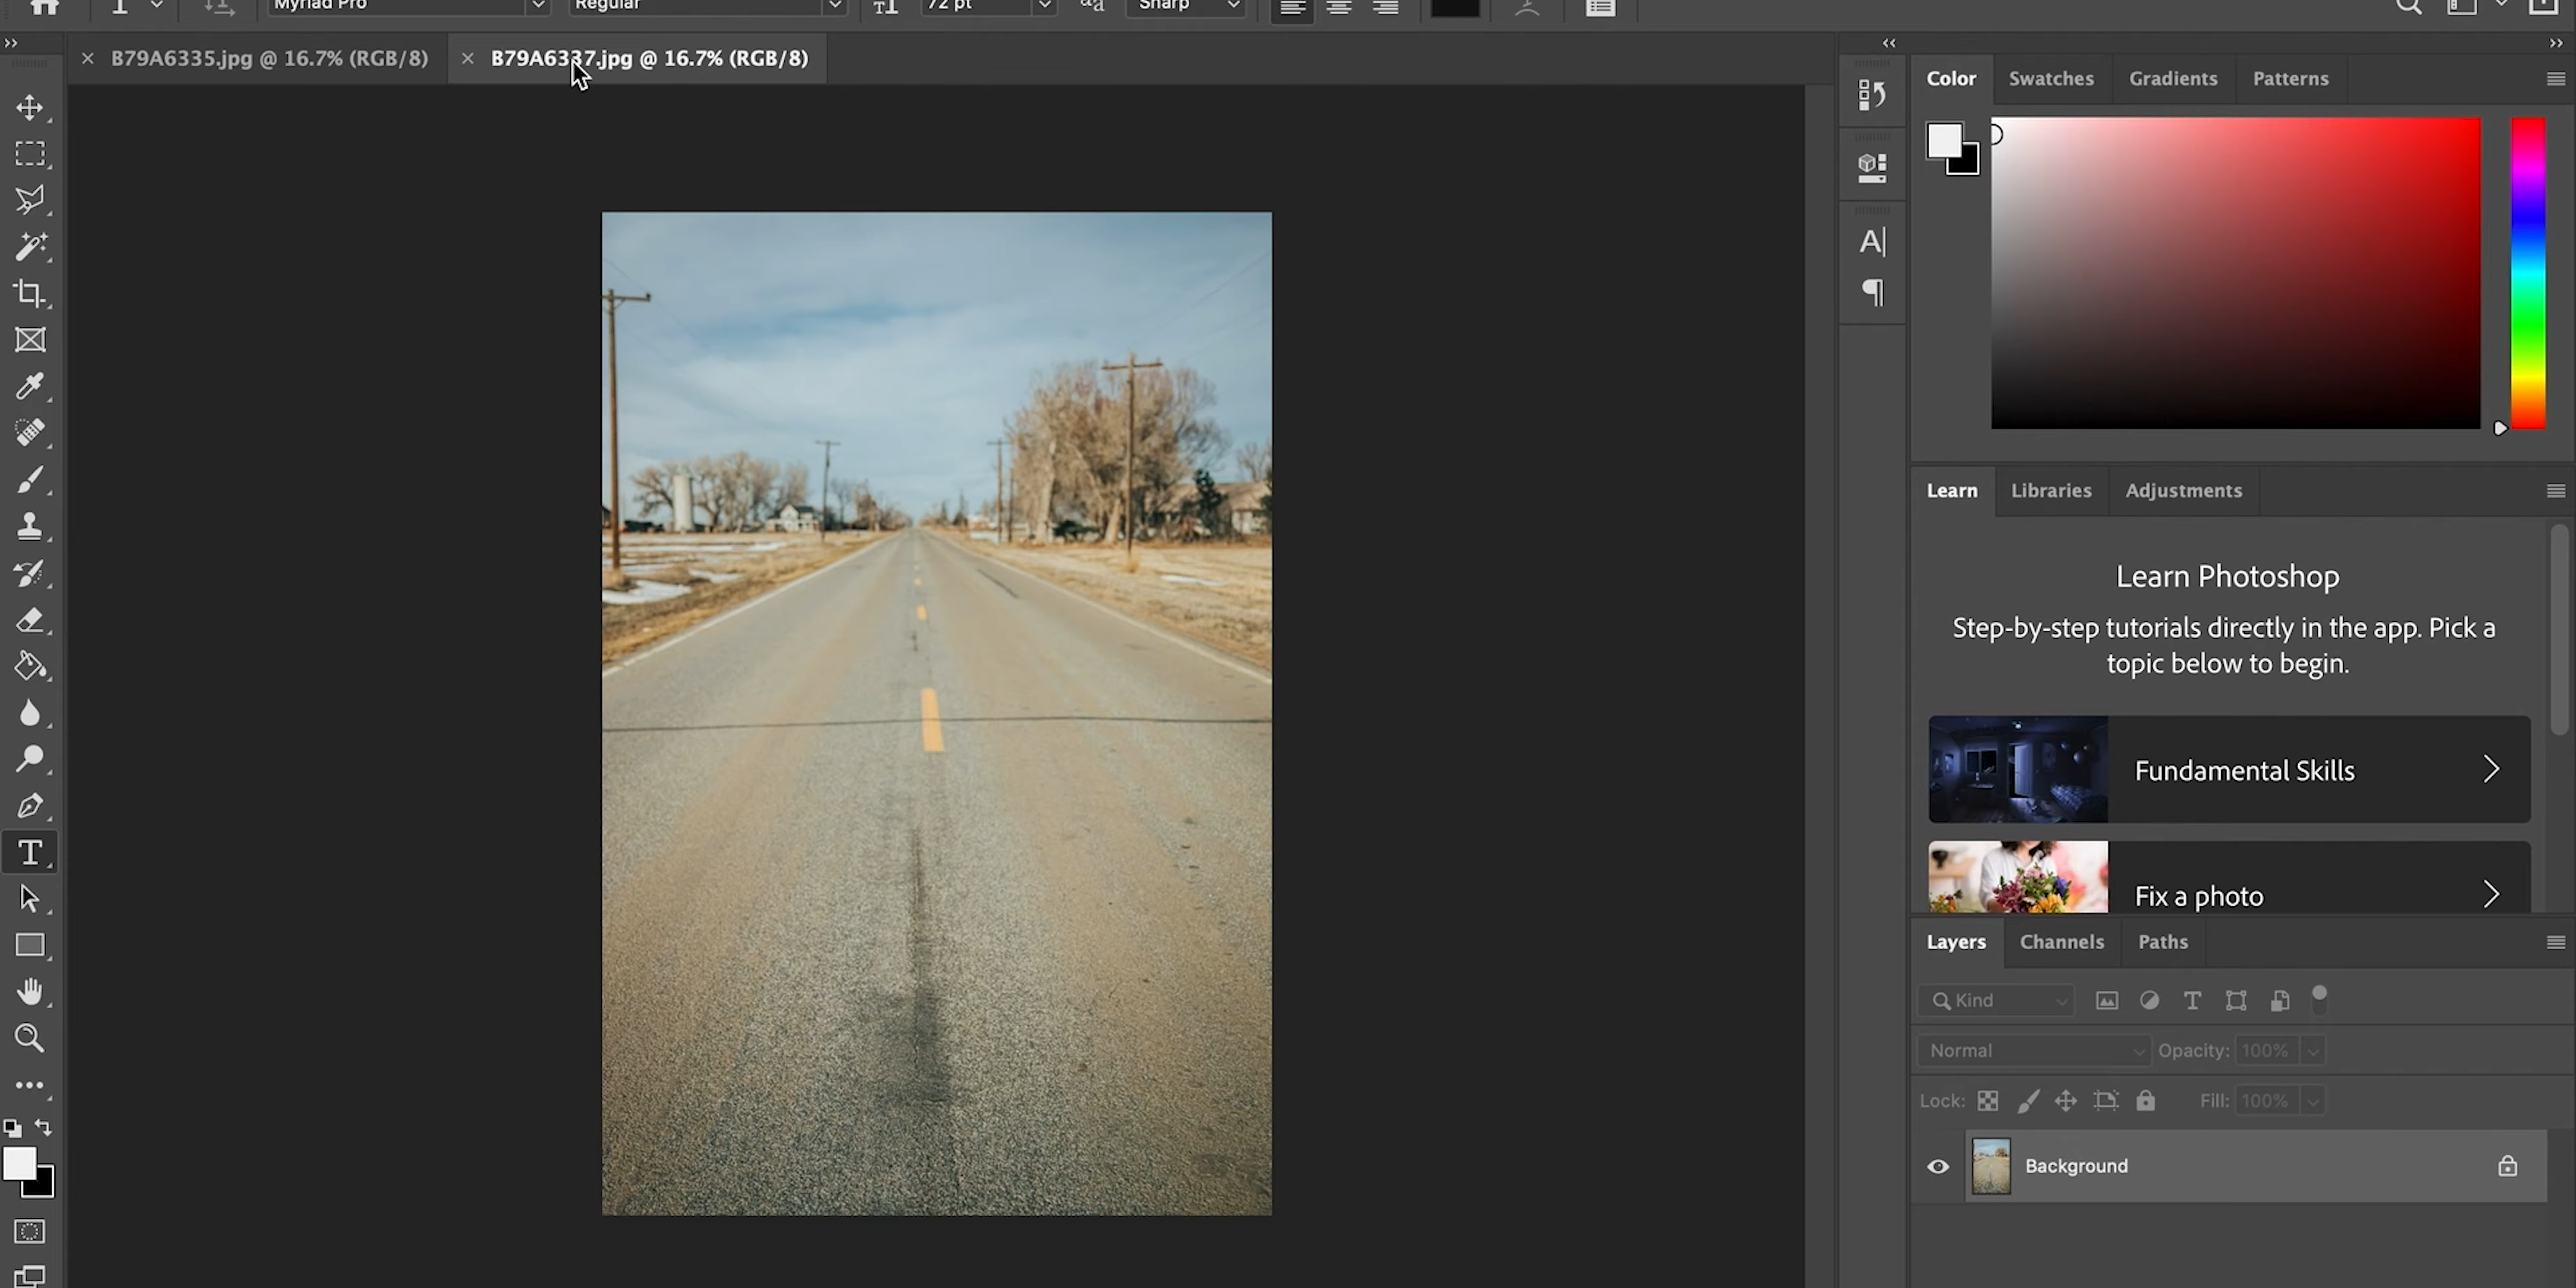 Myriad Pro Regular 72 pt Sharp
B79A6335.jpg @ 16.7% (RGB/8) B79A6337.jpg @ 16.7% (RGB/8)
Color Swatches Gradients Patterns
Learn Libraries Adjustments
Learn Photoshop
Step-by-step tutorials directly in the app. Pick a
topic below to begin.
Fundamental Skills
Fix a photo
Layers Channels Paths
Kind
Normal Opacity: 100%
Lock: Fill: 100%
Background